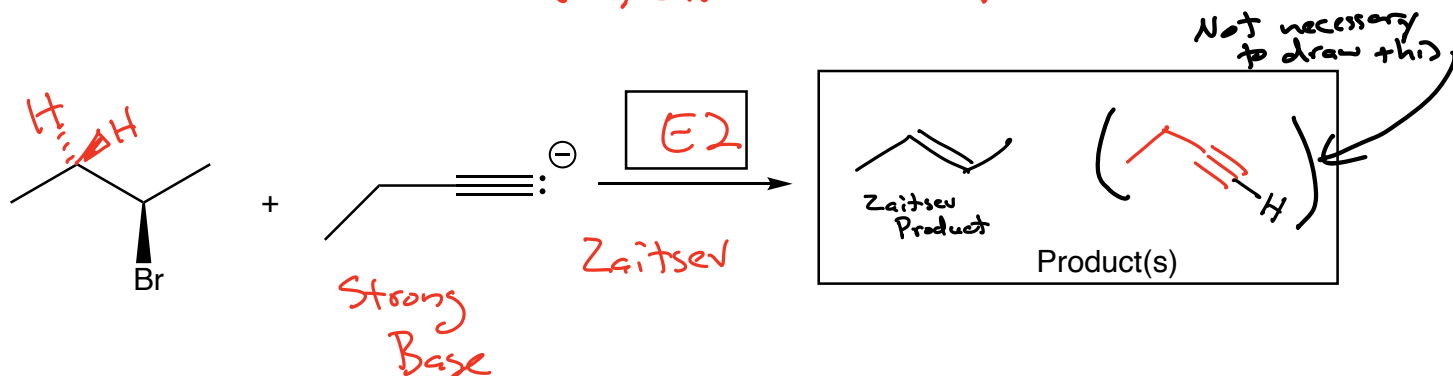 Not necessary
to draw this
H
H
E2
⊖
+
:
Br
Zaitsev
Strong
Base
Zaitsev
Product
H
Product(s)